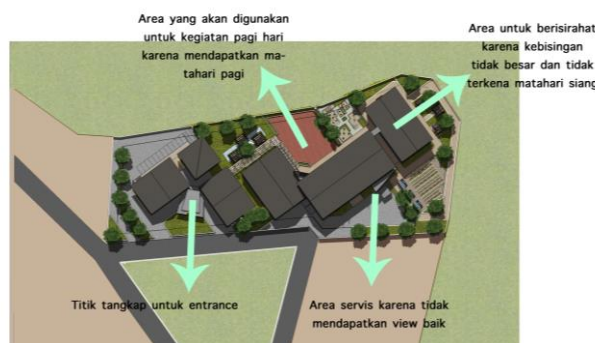 Area yang akan digunakan
untuk kegiatan pagi hari
karena mendapatkan ma-
tahari pagi
Area untuk berisirahat
karena kebisingan
tidak besar dan tidak
terkena matahari siang
Titik tangkap untuk entrance
Area servis karena tidak
mendapatkan view baik